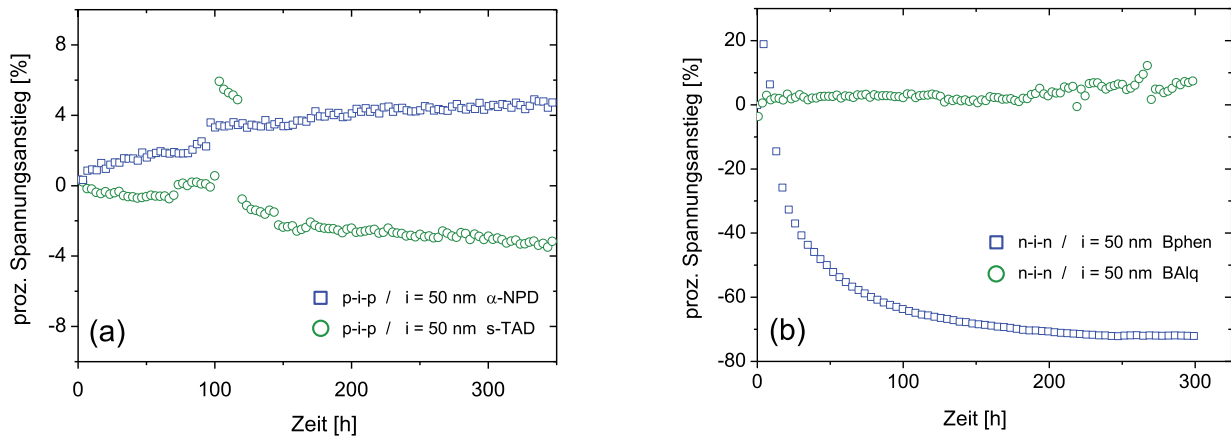 8
4
0
-4
-8
proz. Spannungsanstieg [%]
0
100
200
300
Zeit [h]
(a)
p-i-p / i = 50 nm α-NPD
p-i-p / i = 50 nm s-TAD
20
0
-20
-40
-60
-80
proz. Spannungsanstieg [%]
0
100
200
300
Zeit [h]
(b)
n-i-n / i = 50 nm Bphen
n-i-n / i = 50 nm BAlq